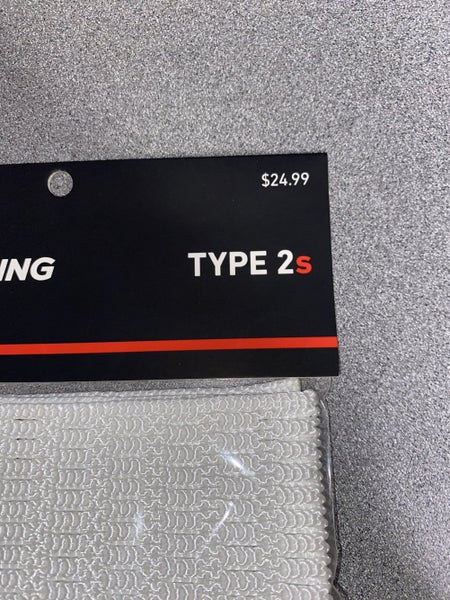 $24.99
ING
TYPE 2s